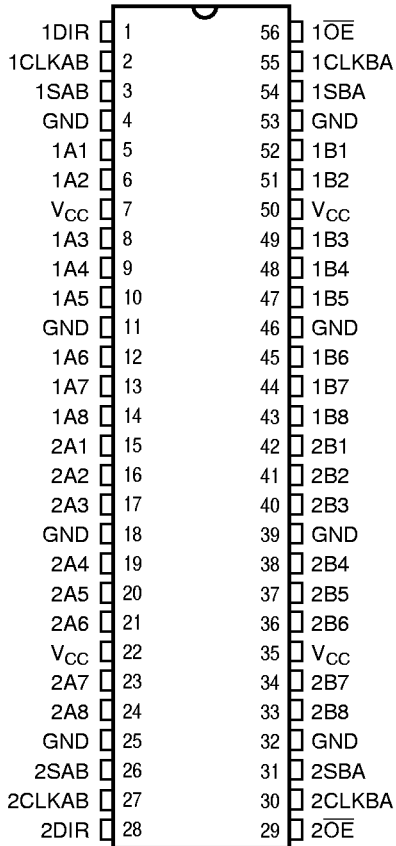 1DIR 1 56 1O̅E̅
1CLKAB 2 55 1CLKBA
1SAB 3 54 1SBA
GND 4 53 GND
1A1 5 52 1B1
1A2 6 51 1B2
VCC 7 50 VCC
1A3 8 49 1B3
1A4 9 48 1B4
1A5 10 47 1B5
GND 11 46 GND
1A6 12 45 1B6
1A7 13 44 1B7
1A8 14 43 1B8
2A1 15 42 2B1
2A2 16 41 2B2
2A3 17 40 2B3
GND 18 39 GND
2A4 19 38 2B4
2A5 20 37 2B5
2A6 21 36 2B6
VCC 22 35 VCC
2A7 23 34 2B7
2A8 24 33 2B8
GND 25 32 GND
2SAB 26 31 2SBA
2CLKAB 27 30 2CLKBA
2DIR 28 29 2O̅E̅